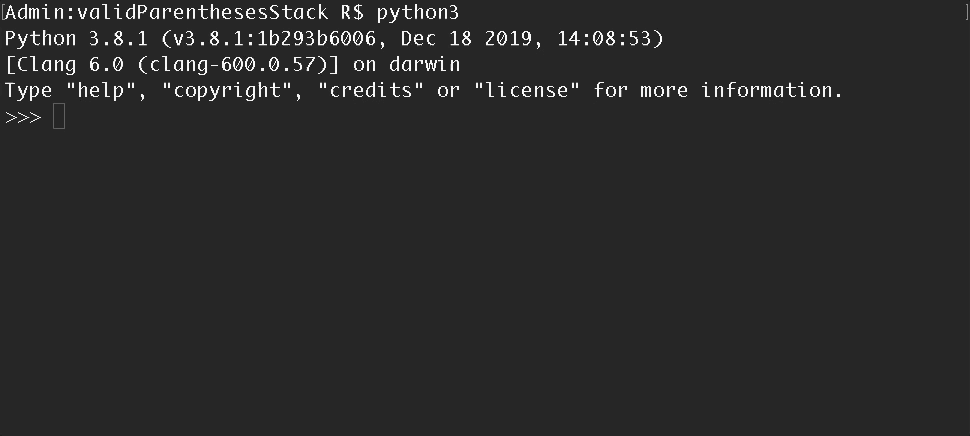 [Admin:validParenthesesStack R$ python3 ]
Python 3.8.1 (v3.8.1:1b293b6006, Dec 18 2019, 14:08:53)
[Clang 6.0 (clang-600.0.57)] on darwin
Type "help", "copyright", "credits" or "license" for more information.
>>>